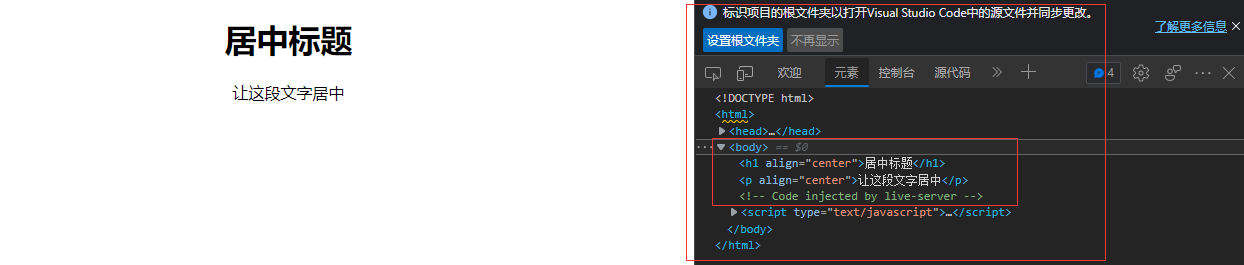 居中标题
让这段文字居中
标识项目的根文件夹以打开Visual Studio Code中的源文件并同步更改。
了解更多信息
设置根文件夹 不再显示
欢迎 元素 控制台 源代码 4
<!DOCTYPE html>
<html>
<head>…</head>
<body> == $0
<h1 align="center">居中标题</h1>
<p align="center">让这段文字居中</p>
<!-- Code injected by live-server -->
<script type="text/javascript">…</script>
</body>
</html>